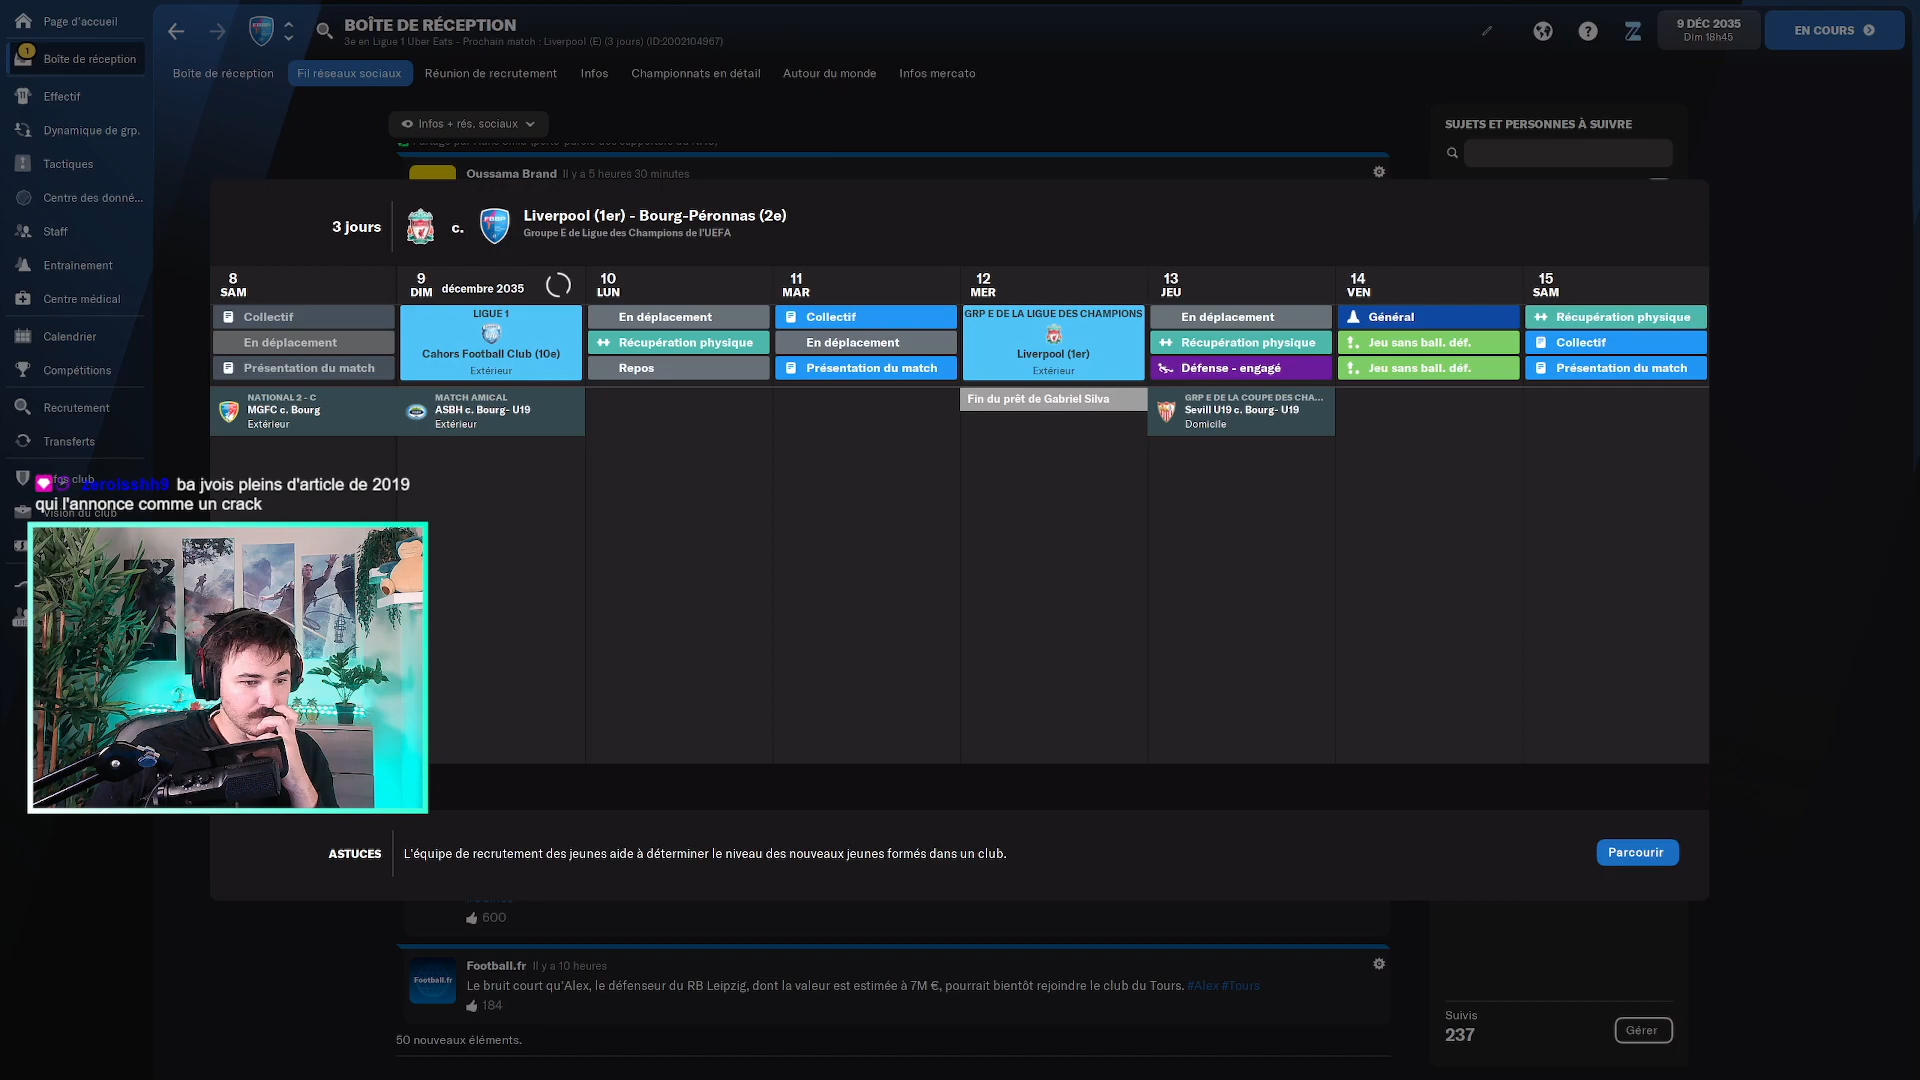 Page d'accueil
1
Boîte de réception
Effectif
Dynamique de grp.
Tactiques
Centre des donné...
Staff
Entraînement
Centre médical
Calendrier
Compétitions
Recrutement
Transferts
BOÎTE DE RÉCEPTION
3e en Ligue 1 Uber Eats - Prochain match : Liverpool (E) (3 jours) (ID:2002104967)
9 DÉC 2035
Dim 18h45
EN COURS
Boîte de réception
Fil réseaux sociaux
Réunion de recrutement
Infos
Championnats en détail
Autour du monde
Infos mercato
Infos + rés. sociaux
SUJETS ET PERSONNES À SUIVRE
Oussama Brand Il y a 5 heures 30 minutes
3 jours
c.
Liverpool (1er) - Bourg-Péronnas (2e)
Groupe E de Ligue des Champions de l'UEFA
8
SAM
9
DIM
décembre 2035
10
LUN
11
MAR
12
MER
13
JEU
14
VEN
15
SAM
Collectif
En déplacement
Présentation du match
LIGUE 1
Cahors Football Club (10e)
Extérieur
En déplacement
Récupération physique
Repos
Collectif
En déplacement
Présentation du match
GRP E DE LA LIGUE DES CHAMPIONS
Liverpool (1er)
Extérieur
En déplacement
Récupération physique
Défense - engagé
Général
Jeu sans ball. déf.
Jeu sans ball. déf.
Récupération physique
Collectif
Présentation du match
NATIONAL 2 - C
MGFC c. Bourg
Extérieur
MATCH AMICAL
ASBH c. Bourg- U19
Extérieur
Fin du prêt de Gabriel Silva
GRP E DE LA COUPE DES CHA...
Sevill U19 c. Bourg- U19
Domicile
zeroisshh9 ba jvois pleins d'article de 2019
qui l'annonce comme un crack
Vision du club
ASTUCES
L'équipe de recrutement des jeunes aide à déterminer le niveau des nouveaux jeunes formés dans un club.
Parcourir
600
Football.fr
Football.fr Il y a 10 heures
Le bruit court qu'Alex, le défenseur du RB Leipzig, dont la valeur est estimée à 7M €, pourrait bientôt rejoindre le club du Tours. #Alex #Tours
184
50 nouveaux éléments.
Suivis
237
Gérer